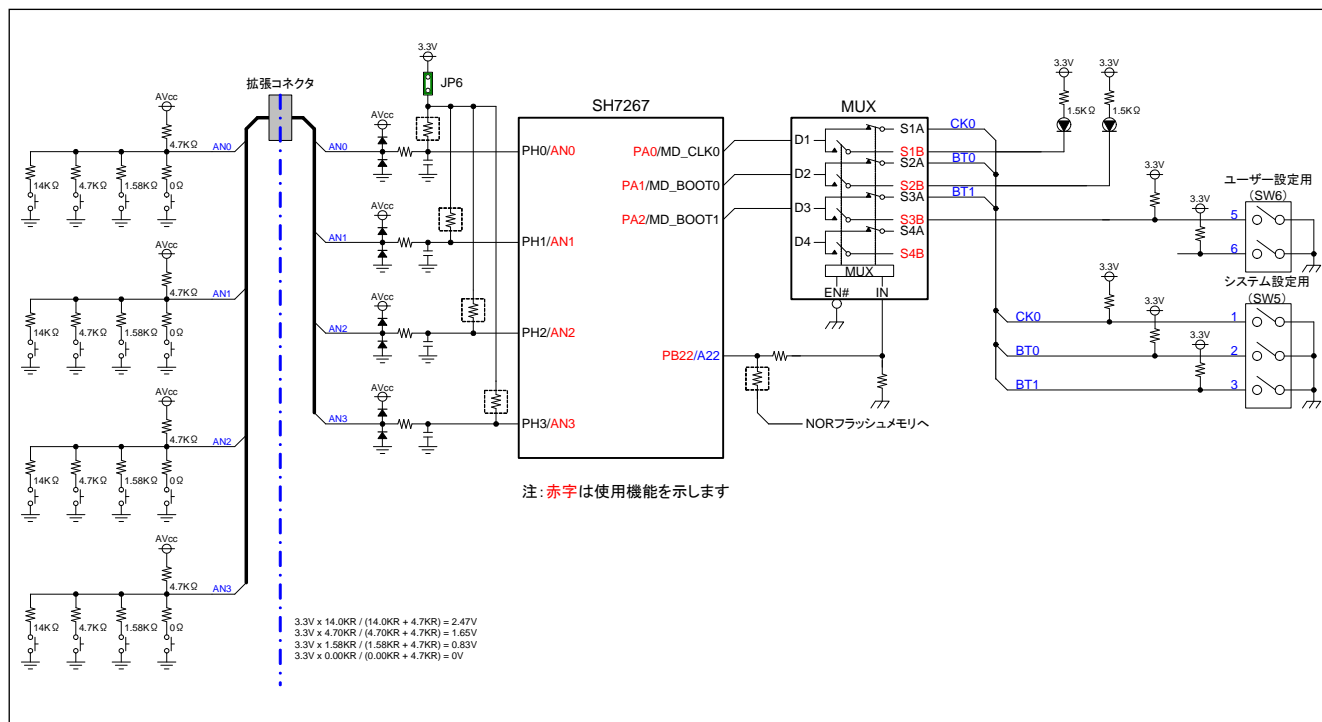 拡張コネクタ
AVcc
4.7KΩ
AN0
14KΩ
4.7KΩ
1.58KΩ
0Ω
AVcc
4.7KΩ
AN1
14KΩ
4.7KΩ
1.58KΩ
0Ω
AVcc
4.7KΩ
AN2
14KΩ
4.7KΩ
1.58KΩ
0Ω
AVcc
4.7KΩ
AN3
14KΩ
4.7KΩ
1.58KΩ
0Ω
3.3V x 14.0KR / (14.0KR + 4.7KR) = 2.47V
3.3V x 4.70KR / (4.70KR + 4.7KR) = 1.65V
3.3V x 1.58KR / (1.58KR + 4.7KR) = 0.83V
3.3V x 0.00KR / (0.00KR + 4.7KR) = 0V
3.3V
JP6
AVcc
AN0
AVcc
AN1
AVcc
AN2
AVcc
AN3
SH7267
PH0/AN0
PH1/AN1
PH2/AN2
PH3/AN3
PA0/MD_CLK0
PA1/MD_BOOT0
PA2/MD_BOOT1
PB22/A22
注:赤字は使用機能を示します
NORフラッシュメモリへ
MUX
D1
D2
D3
D4
S1A
S1B
S2A
S2B
S3A
S3B
S4A
S4B
MUX
EN#
IN
CK0
BT0
BT1
3.3V
3.3V
1.5KΩ
1.5KΩ
3.3V
3.3V
ユーザー設定用
(SW6)
5
6
システム設定用
(SW5)
3.3V
3.3V
3.3V
CK0
1
BT0
2
BT1
3